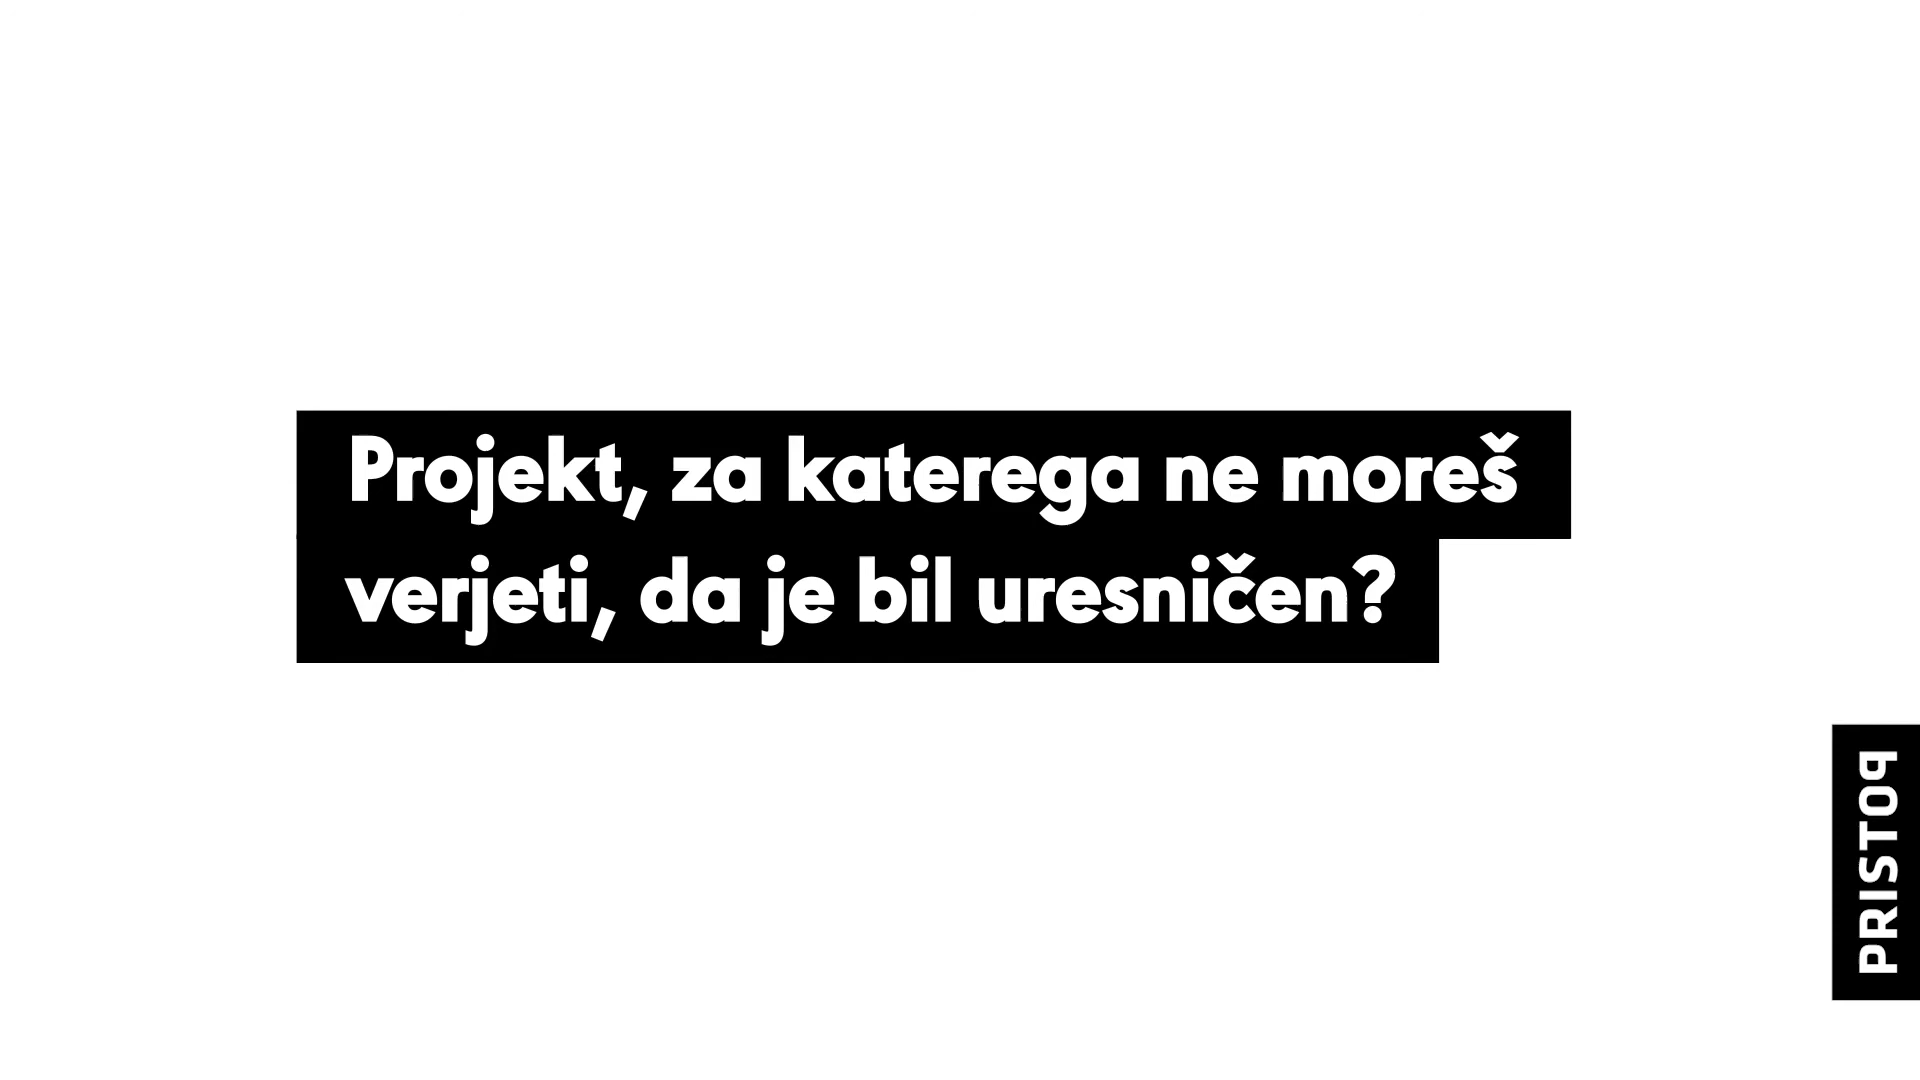 Projekt, za katerega ne moreš
verjeti, da je bil uresničen?
PRISTOP